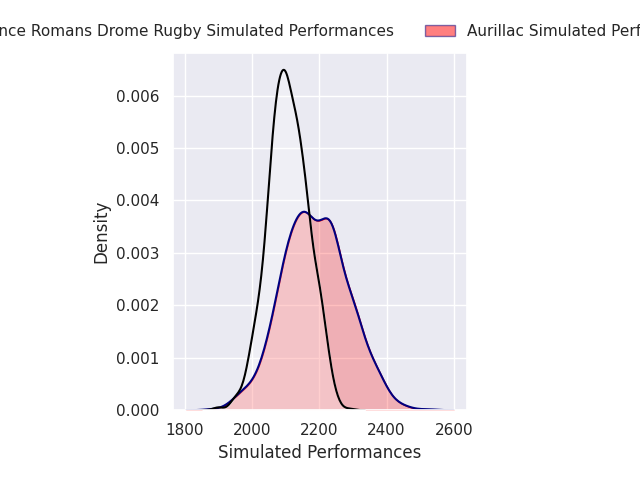 nce Romans Drome Rugby Simulated Performances
Aurillac Simulated Perf
0.006
0.005
0.004
0.003
0.002
0.001
0.000
Density
1800 2000 2200 2400 2600
Simulated Performances